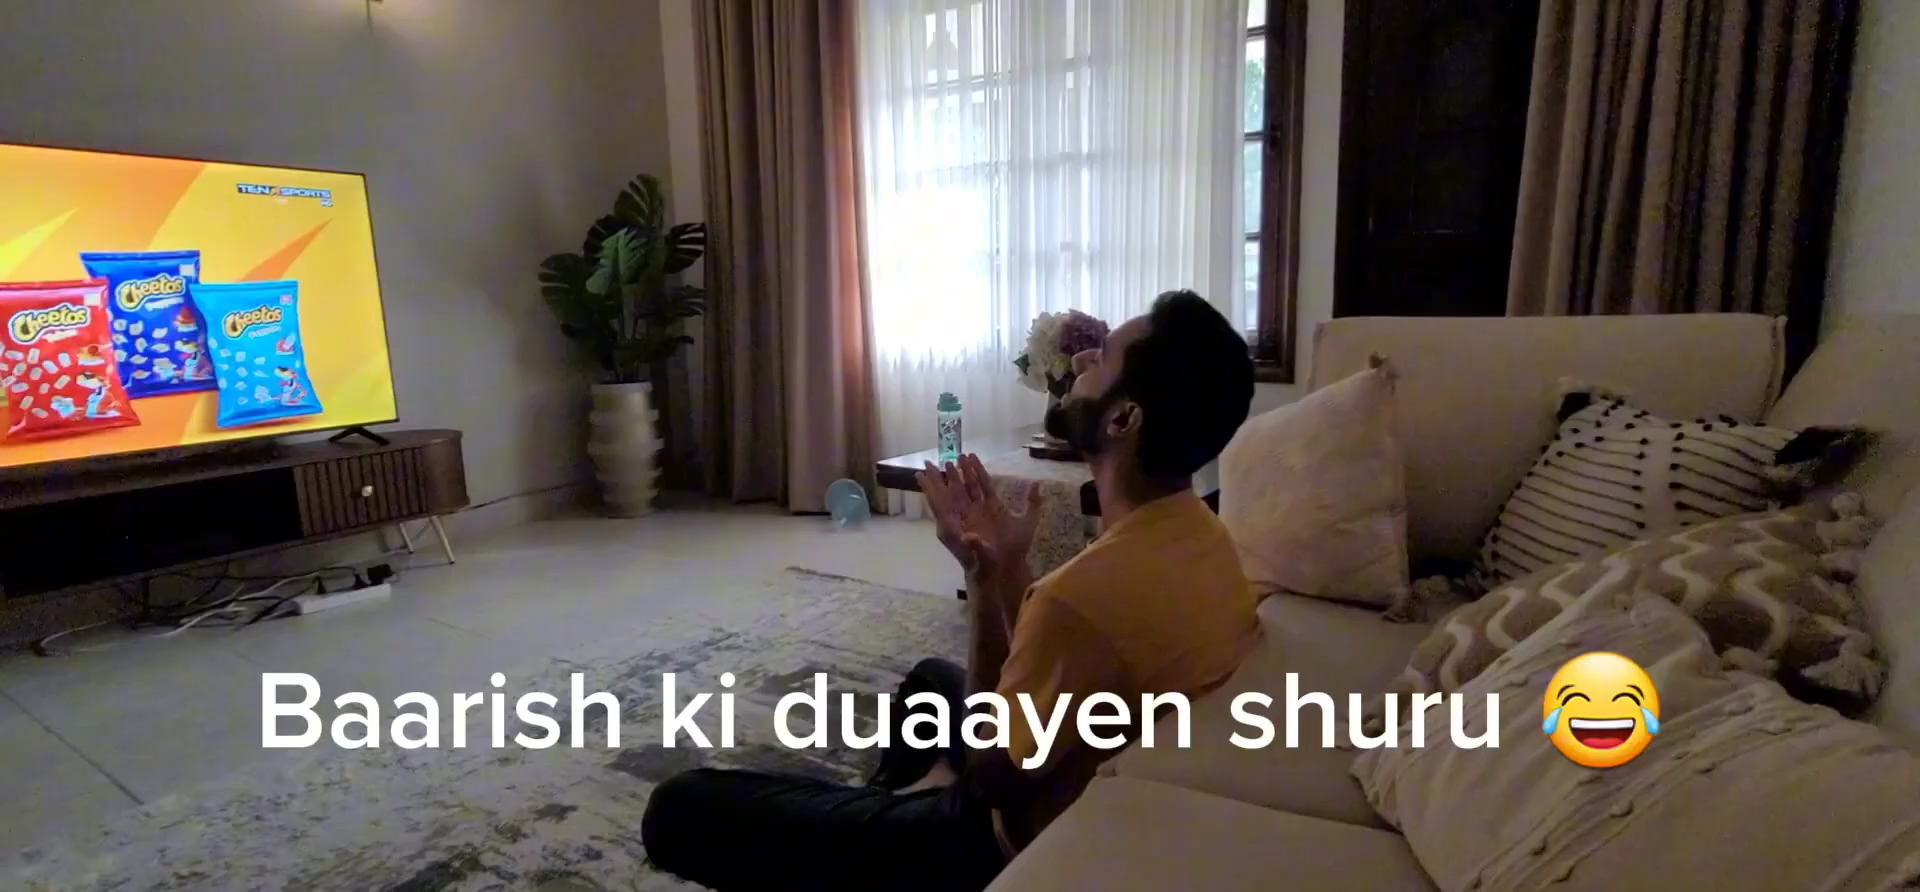 TEN SPORTS
Cheetos
Cheetos
Cheetos
Baarish ki duaayen shuru 😂